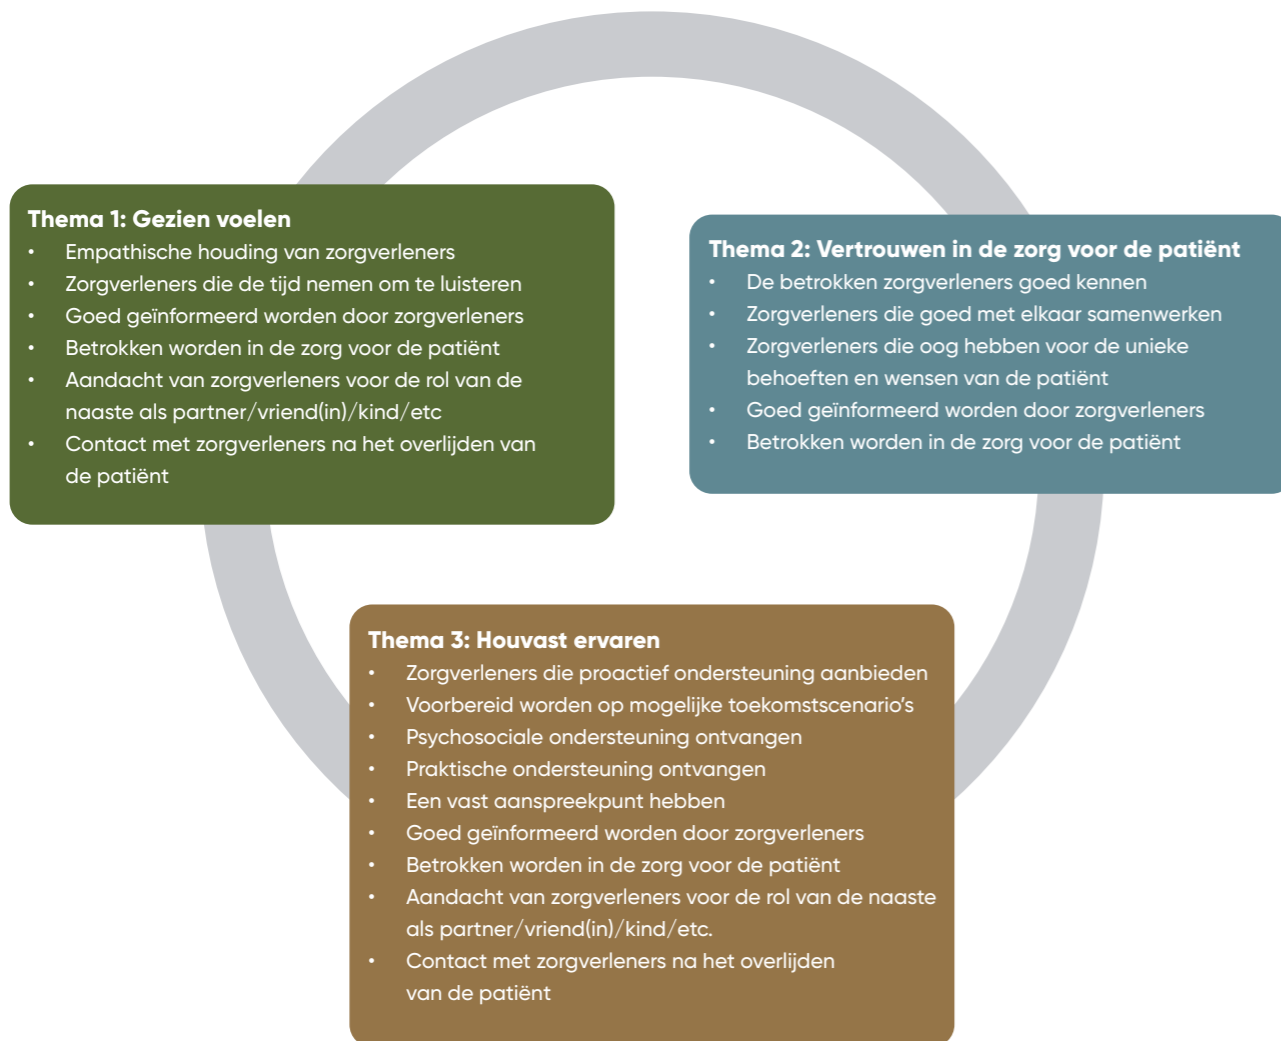 Thema 1: Gezien voelen
• Empathische houding van zorgverleners
• Zorgverleners die de tijd nemen om te luisteren
• Goed geïnformeerd worden door zorgverleners
• Betrokken worden in de zorg voor de patiënt
• Aandacht van zorgverleners voor de rol van de
naaste als partner/vriend(in)/kind/etc
• Contact met zorgverleners na het overlijden van
de patiënt
Thema 2: Vertrouwen in de zorg voor de patiënt
• De betrokken zorgverleners goed kennen
• Zorgverleners die goed met elkaar samenwerken
• Zorgverleners die oog hebben voor de unieke
behoeften en wensen van de patiënt
• Goed geïnformeerd worden door zorgverleners
• Betrokken worden in de zorg voor de patiënt
Thema 3: Houvast ervaren
• Zorgverleners die proactief ondersteuning aanbieden
• Voorbereid worden op mogelijke toekomstscenario’s
• Psychosociale ondersteuning ontvangen
• Praktische ondersteuning ontvangen
• Een vast aanspreekpunt hebben
• Goed geïnformeerd worden door zorgverleners
• Betrokken worden in de zorg voor de patiënt
• Aandacht van zorgverleners voor de rol van de naaste
als partner/vriend(in)/kind/etc.
• Contact met zorgverleners na het overlijden
van de patiënt